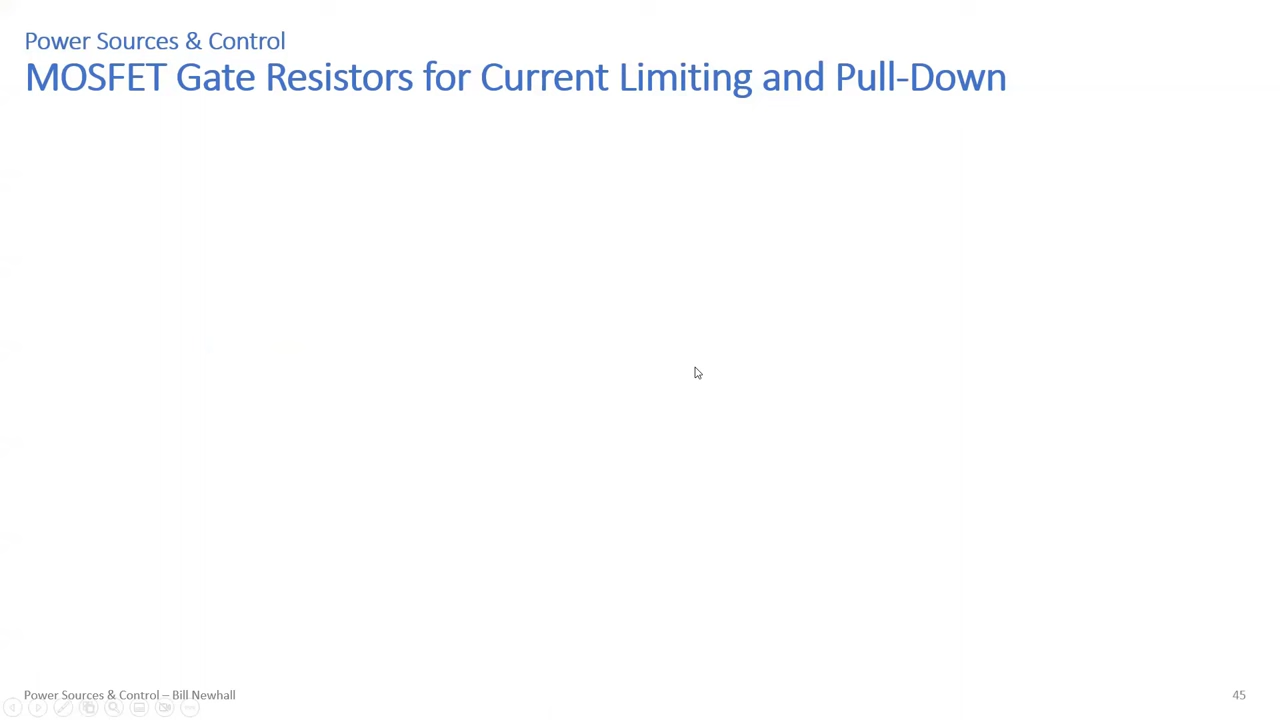 Power Sources & Control
MOSFET Gate Resistors for Current Limiting and Pull-Down
Power Sources & Control – Bill Newhall
45